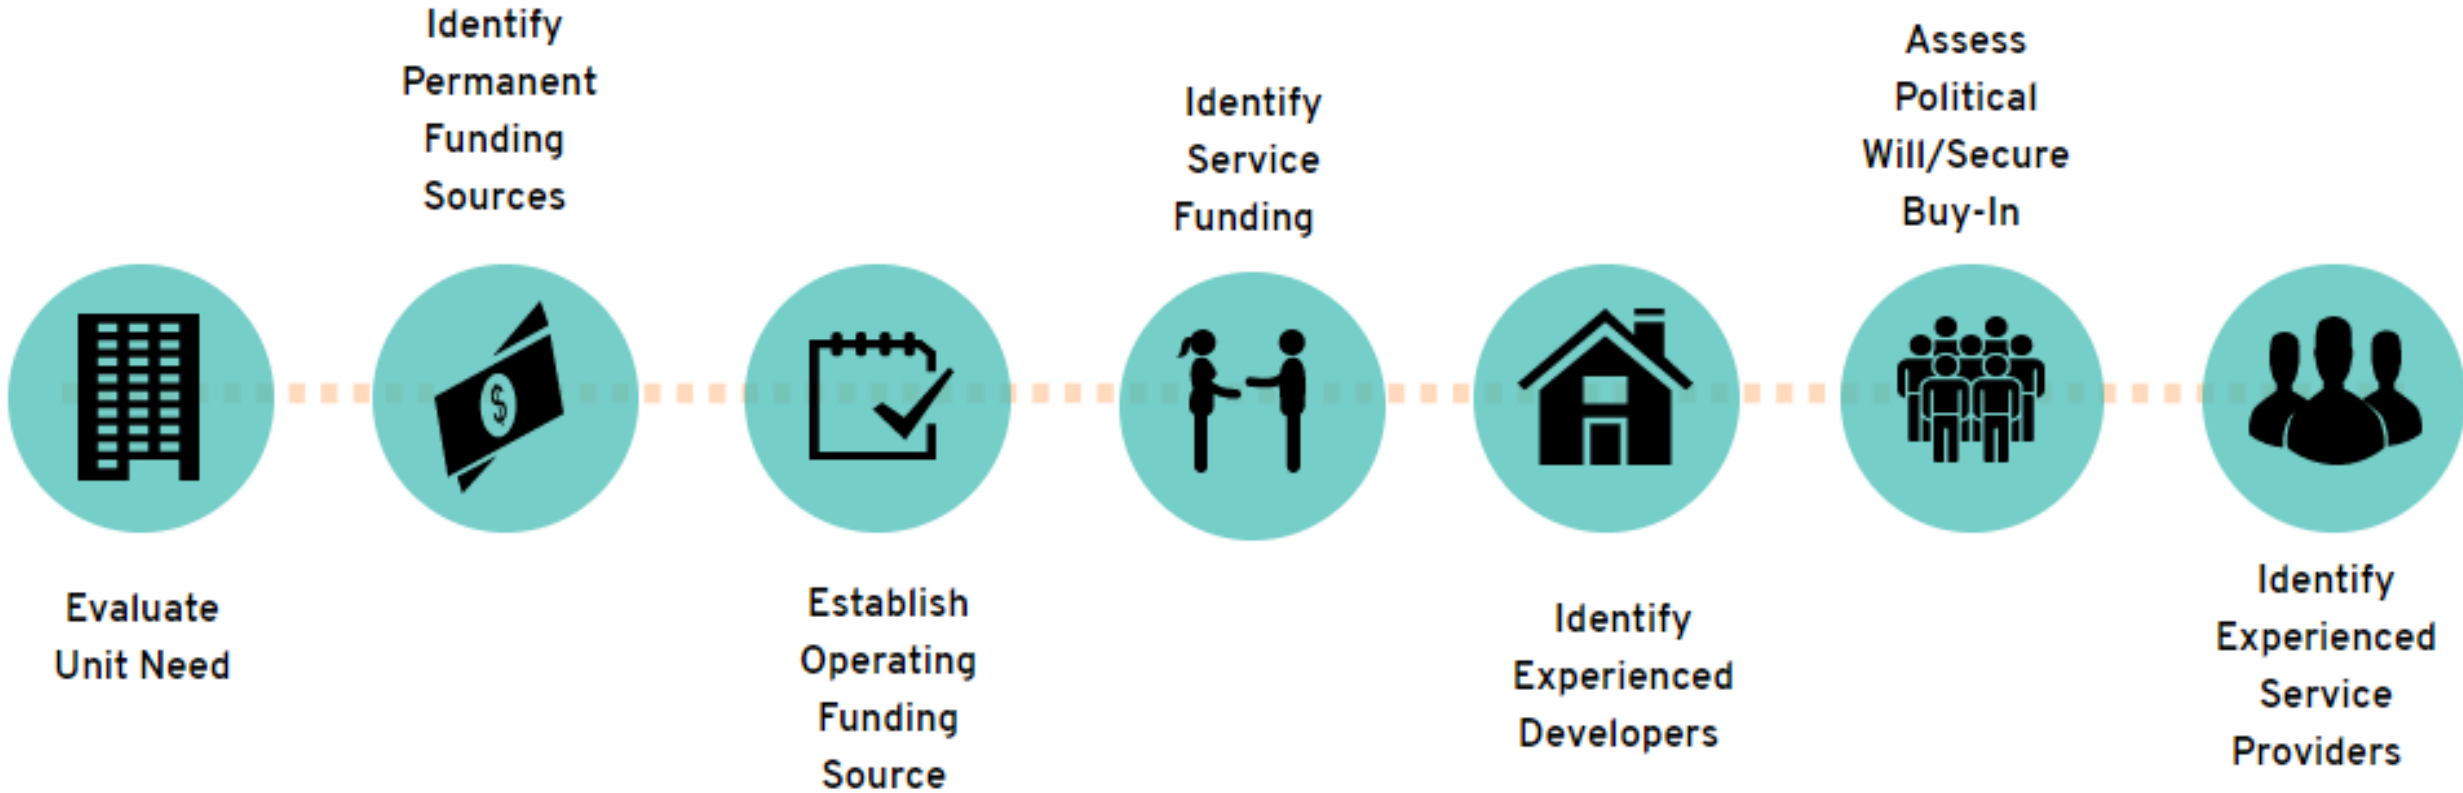 Evaluate
Unit Need
Identify
Permanent
Funding
Sources
$
Establish
Operating
Funding
Source
Identify
Service
Funding
Identify
Experienced
Developers
Assess
Political
Will/Secure
Buy-In
Identify
Experienced
Service
Providers